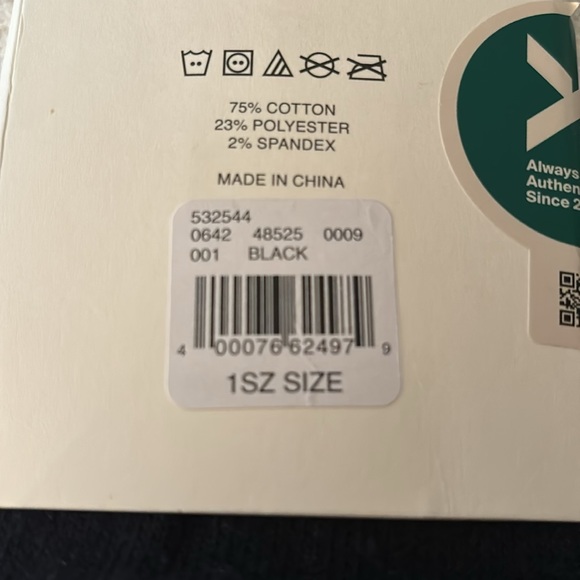 75% COTTON
23% POLYESTER
2% SPANDEX
MADE IN CHINA
532544
0642 48525 0009
001 BLACK
4 00076 62497 9
1SZ SIZE
Always
Authen
Since 2